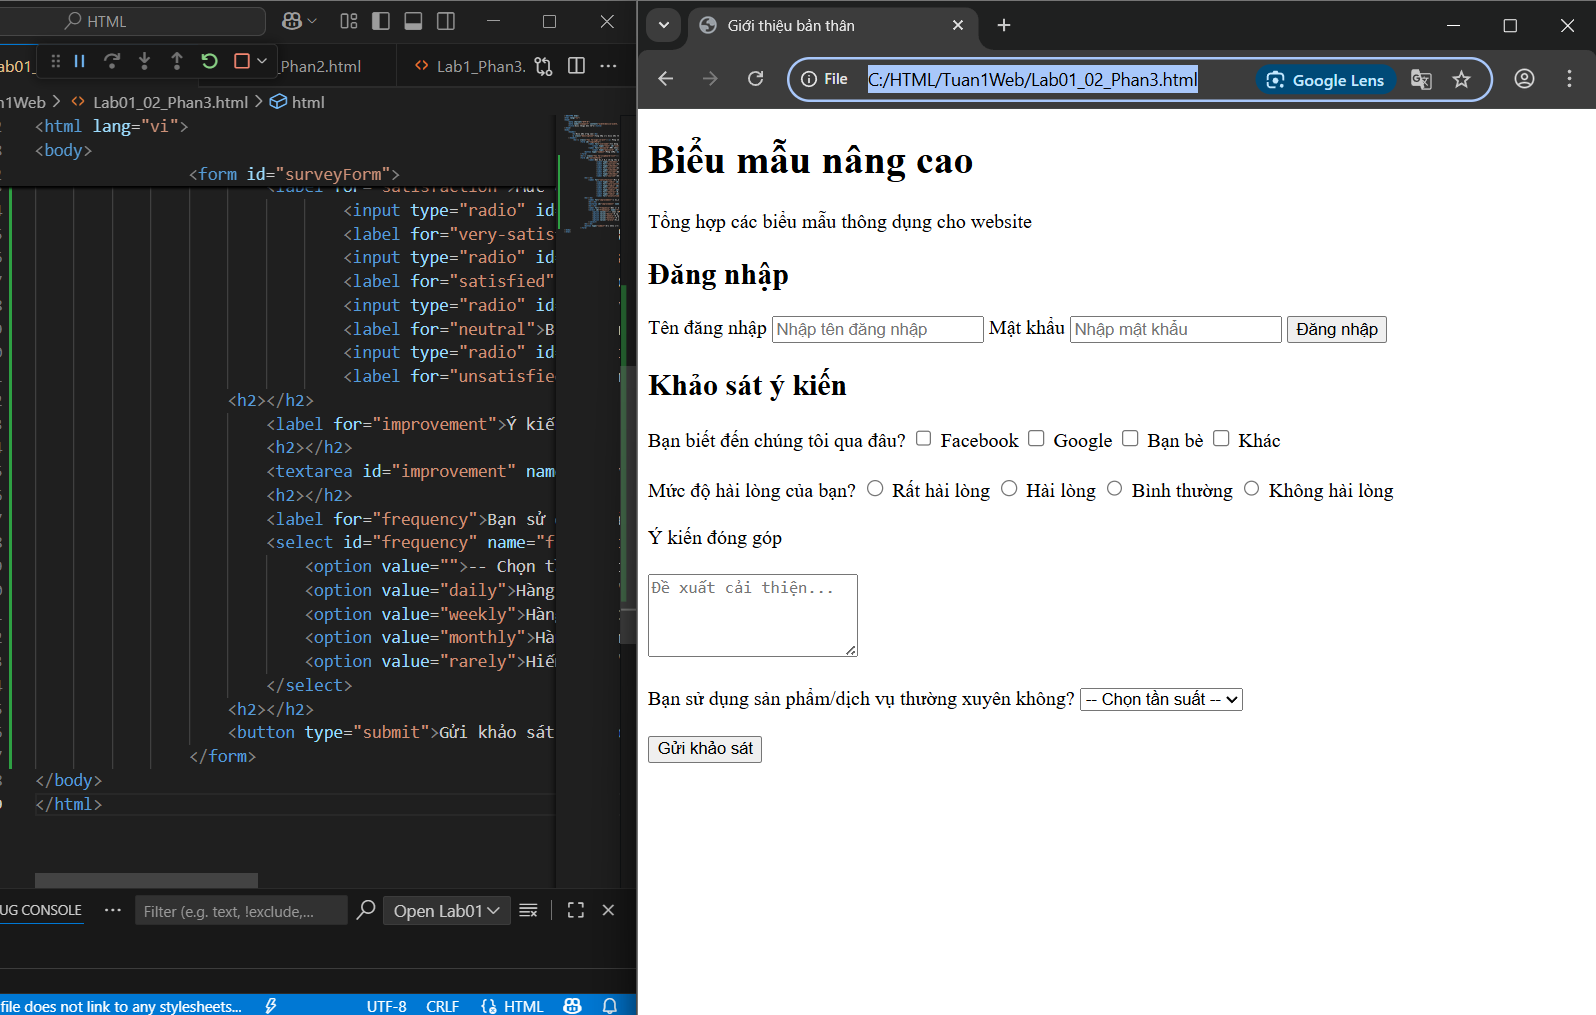 HTML
ab01_
_Phan2.html
Lab1_Phan3.
n1Web > Lab01_02_Phan3.html > html
<html lang="vi">
<body>
<form id="surveyForm">
<label for="satisfaction">Mức
<input type="radio" id
<label for="very-satis
<input type="radio" id
<label for="satisfied"
<input type="radio" id
<label for="neutral">B
<input type="radio" id
<label for="unsatisfie
<h2></h2>
<label for="improvement">Ý kiế
<h2></h2>
<textarea id="improvement" nam
<h2></h2>
<label for="frequency">Bạn sử
<select id="frequency" name="f
<option value="">-- Chọn t
<option value="daily">Hàng
<option value="weekly">Hàn
<option value="monthly">Hà
<option value="rarely">Hiế
</select>
<h2></h2>
<button type="submit">Gửi khảo sát
</form>
</body>
</html>
UG CONSOLE
Filter (e.g. text, !exclude,...
Open Lab01
file does not link to any stylesheets...
UTF-8 CRLF HTML
Giới thiệu bản thân
File C:/HTML/Tuan1Web/Lab01_02_Phan3.html Google Lens
Biểu mẫu nâng cao
Tổng hợp các biểu mẫu thông dụng cho website
Đăng nhập
Tên đăng nhập Nhập tên đăng nhập Mật khẩu Nhập mật khẩu Đăng nhập
Khảo sát ý kiến
Bạn biết đến chúng tôi qua đâu? Facebook Google Bạn bè Khác
Mức độ hài lòng của bạn? Rất hài lòng Hài lòng Bình thường Không hài lòng
Ý kiến đóng góp
Đề xuất cải thiện...
Bạn sử dụng sản phẩm/dịch vụ thường xuyên không? -- Chọn tần suất --
Gửi khảo sát